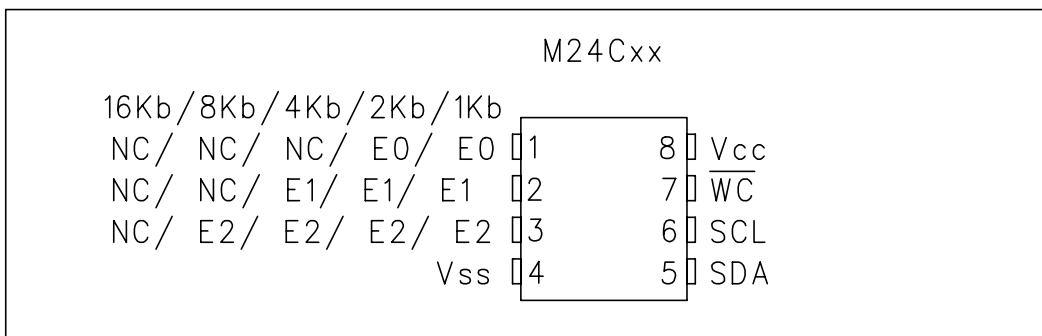 M24Cxx
16Kb/8Kb/4Kb/2Kb/1Kb
NC/ NC/ NC/ E0/ E0 1 8 Vcc
NC/ NC/ E1/ E1/ E1 2 7 W̅C̅
NC/ E2/ E2/ E2/ E2 3 6 SCL
Vss 4 5 SDA